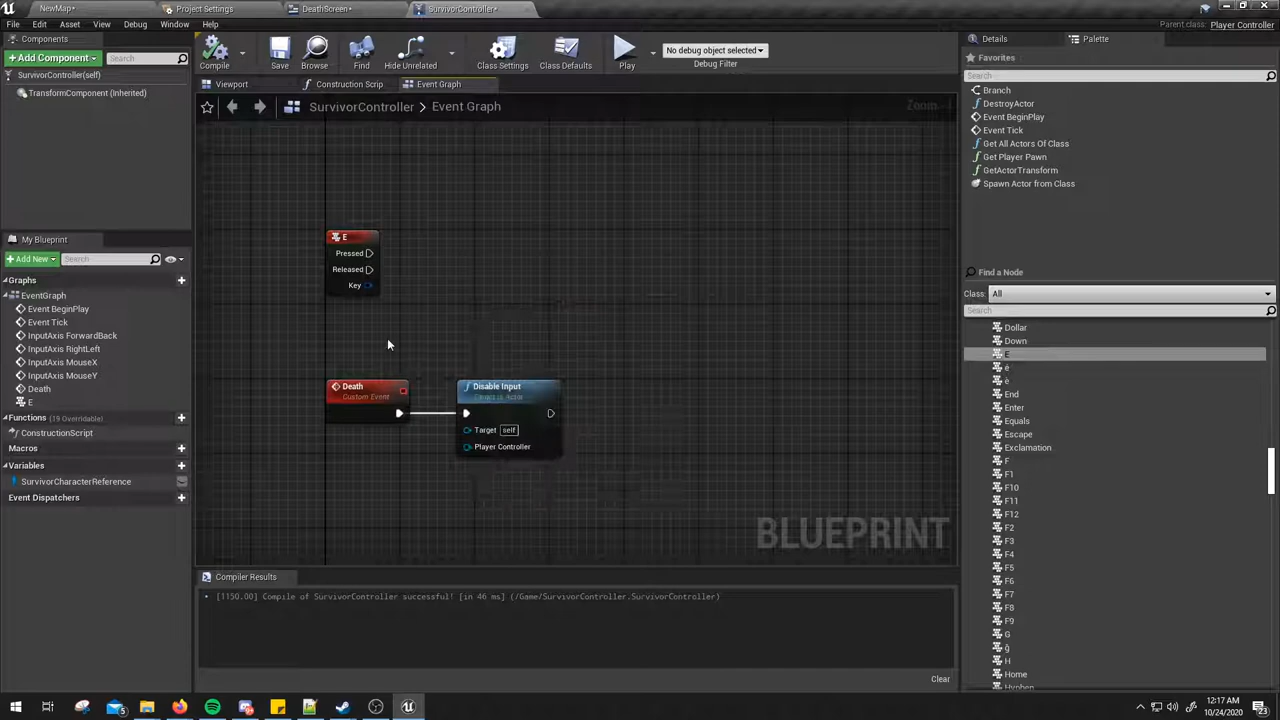 NewMap•
Project Settings
DeathScreen•
SurvivorController•
File
Edit
Asset
View
Debug
Window
Help
Parent class: Player Controller
Components
+ Add Component
Search
SurvivorController(self)
TransformComponent (Inherited)
My Blueprint
+ Add New
Search
Graphs
EventGraph
Event BeginPlay
Event Tick
InputAxis ForwardBack
InputAxis RightLeft
InputAxis MouseX
InputAxis MouseY
Death
E
Functions (19 Overridable)
ConstructionScript
Macros
Variables
SurvivorCharacterReference
Event Dispatchers
Compile
Save
Browse
Find
Hide Unrelated
Class Settings
Class Defaults
Play
No debug object selected
Debug Filter
Viewport
Construction Scrip
Event Graph
SurvivorController > Event Graph
E
Pressed
Released
Key
Death
Custom Event
Disable Input
Target is Actor
Target self
Player Controller
BLUEPRINT
Compiler Results
[1150.00] Compile of SurvivorController successful! [in 46 ms] (/Game/SurvivorController.SurvivorController)
Clear
Details
Palette
Favorites
Search
Branch
DestroyActor
Event BeginPlay
Event Tick
Get All Actors Of Class
Get Player Pawn
GetActorTransform
Spawn Actor from Class
Find a Node
Class:
All
Search
Dollar
Down
E
End
Enter
Equals
Escape
Exclamation
F
F1
F10
F11
F12
F2
F3
F4
F5
F6
F7
F8
F9
G
H
Home
Hyphen
12:17 AM
10/24/2020